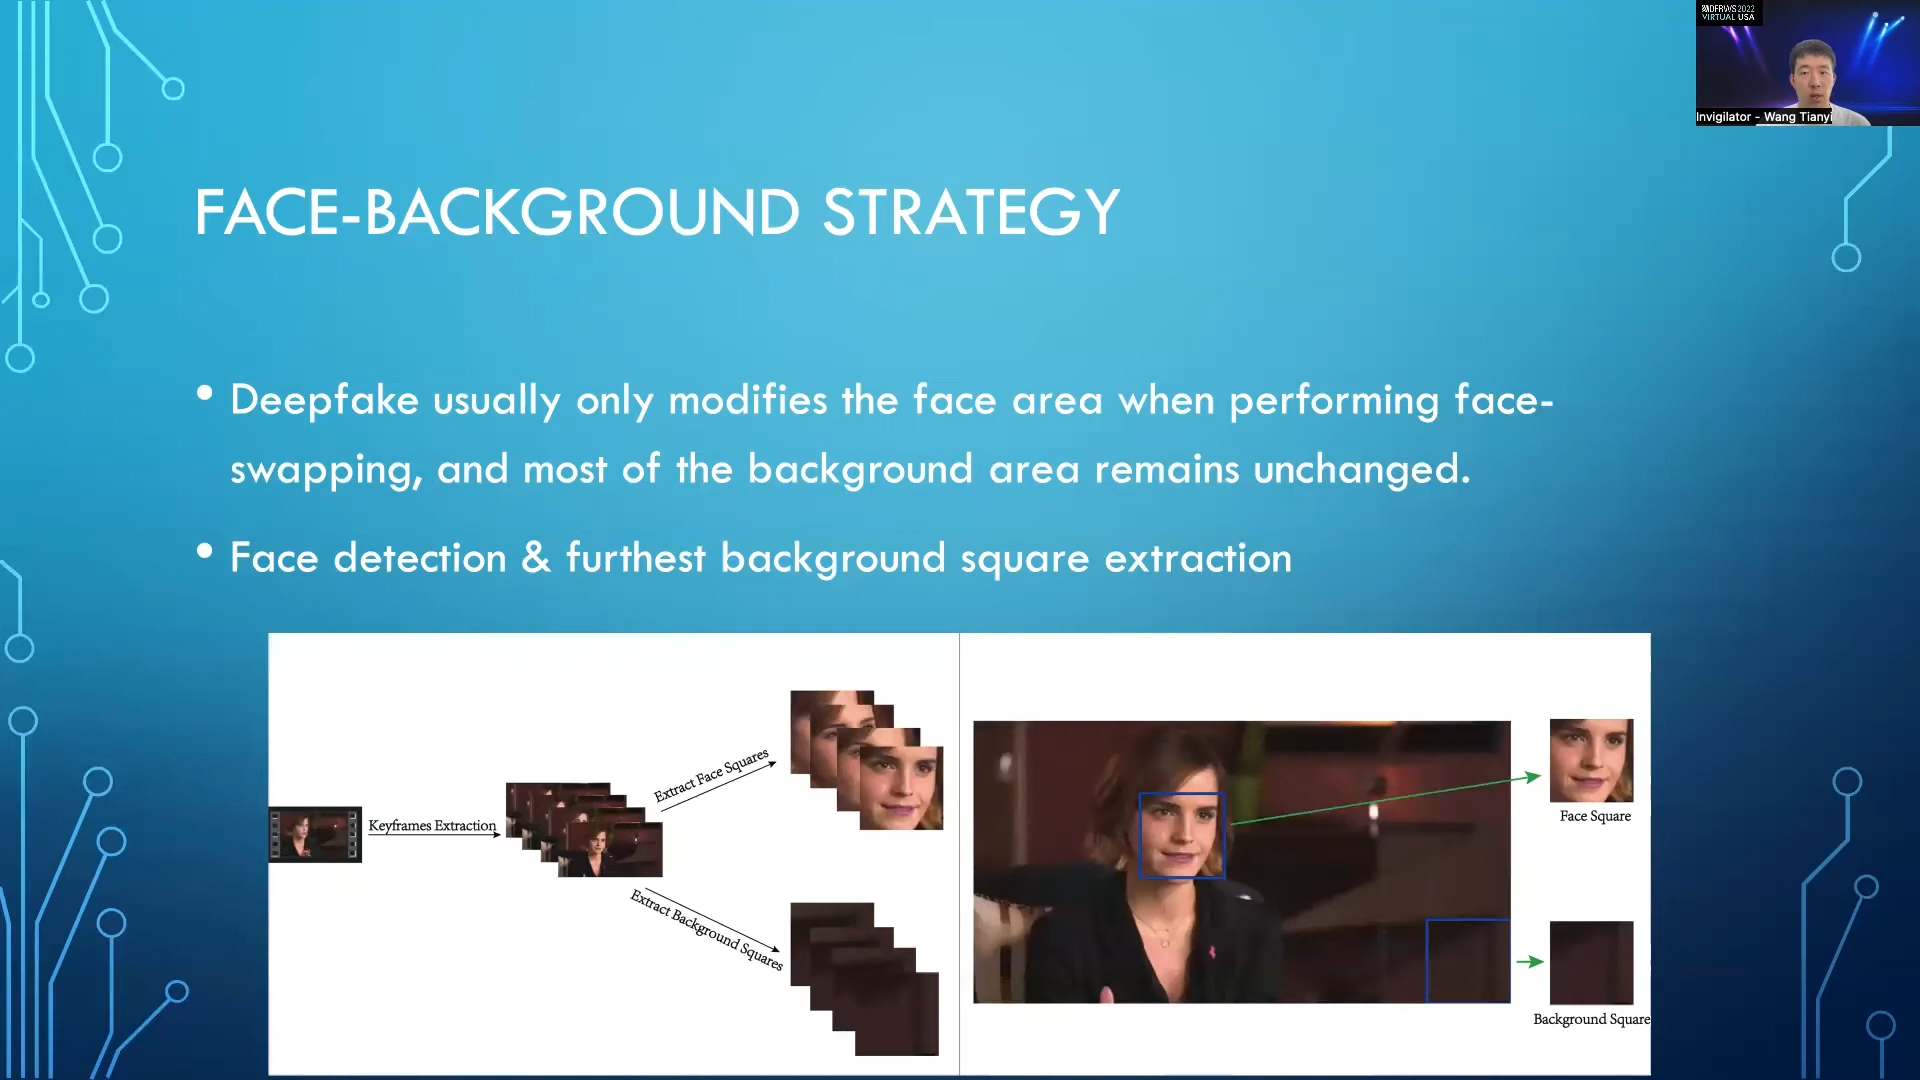 DFRWS 2022
VIRTUAL USA
Invigilator - Wang Tianyi
FACE-BACKGROUND STRATEGY
• Deepfake usually only modifies the face area when performing face-
swapping, and most of the background area remains unchanged.
• Face detection & furthest background square extraction
Keyframes Extraction
Extract Face Squares
Extract Background Squares
Face Square
Background Square